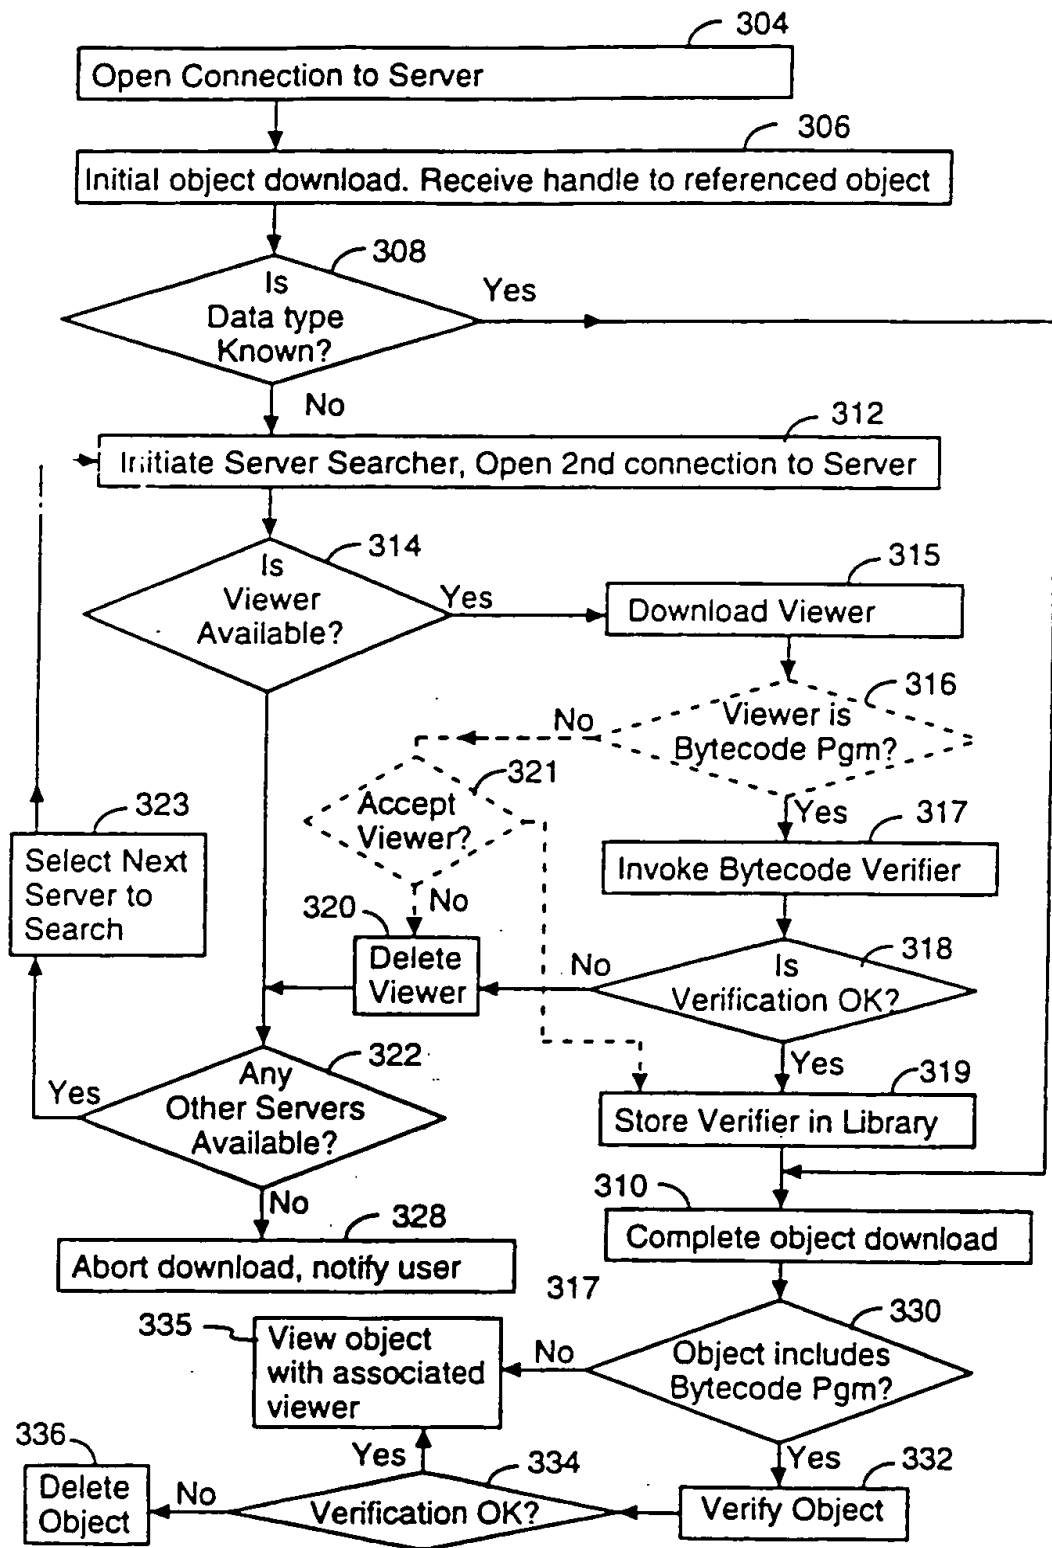 304
Open Connection to Server
306
Initial object download. Receive handle to referenced object
308
Is
Data type
Known?
Yes
No
312
Initiate Server Searcher, Open 2nd connection to Server
314
Is
Viewer
Available?
Yes
315
Download Viewer
316
Viewer is
Bytecode Pgm?
No
Yes
321
Accept
Viewer?
No
323
Select Next
Server to
Search
317
Invoke Bytecode Verifier
320
Delete
Viewer
No
318
Is
Verification OK?
Yes
322
Any
Other Servers
Available?
Yes
No
319
Store Verifier in Library
310
Complete object download
328
Abort download, notify user
317
330
Object includes
Bytecode Pgm?
No
Yes
335
View object
with associated
viewer
336
Delete
Object
No
Yes
334
Verification OK?
332
Verify Object